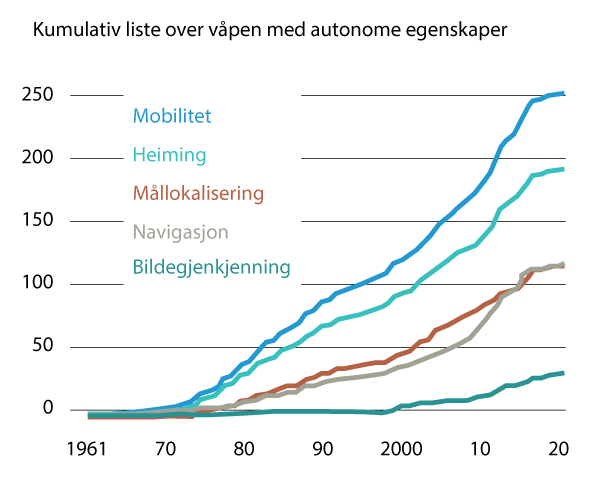 Kumulativ liste over våpen med autonome egenskaper
250
Mobilitet
200
Heiming
Mållokalisering
150
Navigasjon
Bildegjenkjenning
100
50
0
1961 70 80 90 2000 10 20